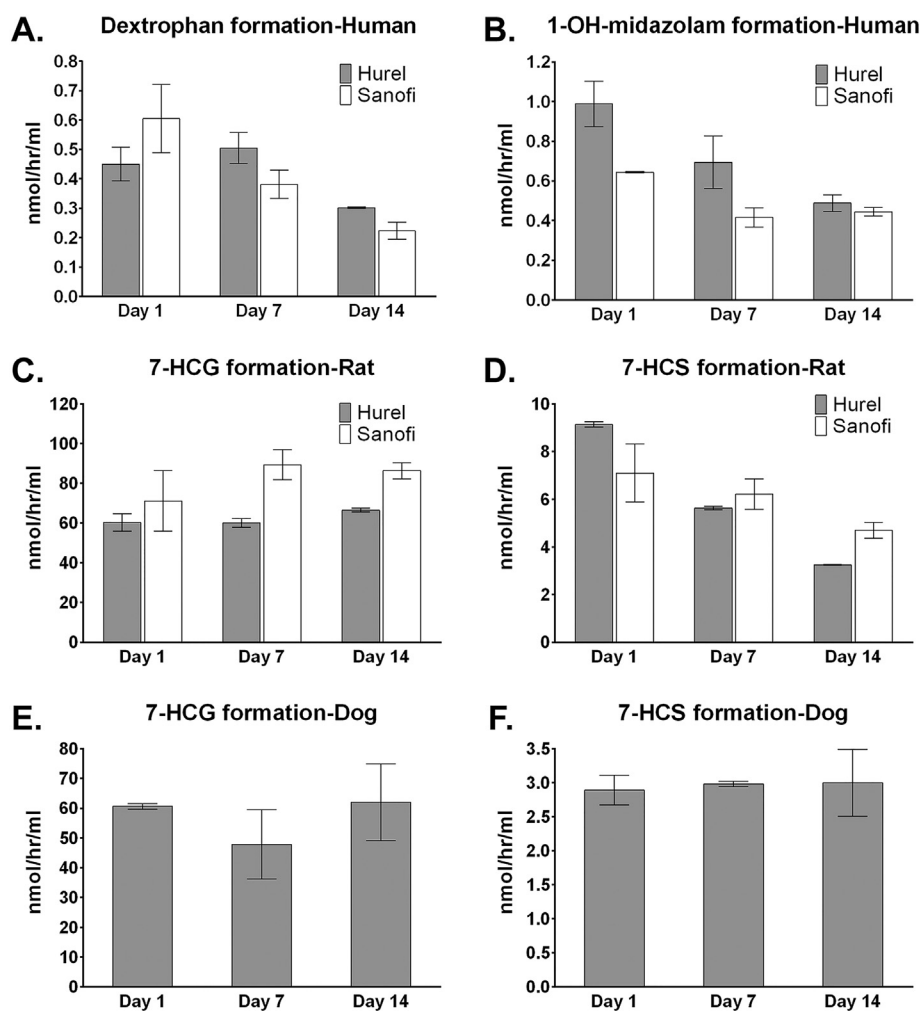 A. Dextrophan formation-Human
nmol/hr/ml
0.8
0.7
0.6
0.5
0.4
0.3
0.2
0.1
0.0
Hurel
Sanofi
Day 1 Day 7 Day 14
B. 1-OH-midazolam formation-Human
nmol/hr/ml
1.2
1.0
0.8
0.6
0.4
0.2
0.0
Hurel
Sanofi
Day 1 Day 7 Day 14
C. 7-HCG formation-Rat
nmol/hr/ml
120
100
80
60
40
20
0
Hurel
Sanofi
Day 1 Day 7 Day 14
D. 7-HCS formation-Rat
nmol/hr/ml
10
8
6
4
2
0
Hurel
Sanofi
Day 1 Day 7 Day 14
E. 7-HCG formation-Dog
nmol/hr/ml
80
70
60
50
40
30
20
10
0
Day 1 Day 7 Day 14
F. 7-HCS formation-Dog
nmol/hr/ml
3.5
3.0
2.5
2.0
1.5
1.0
0.5
0.0
Day 1 Day 7 Day 14